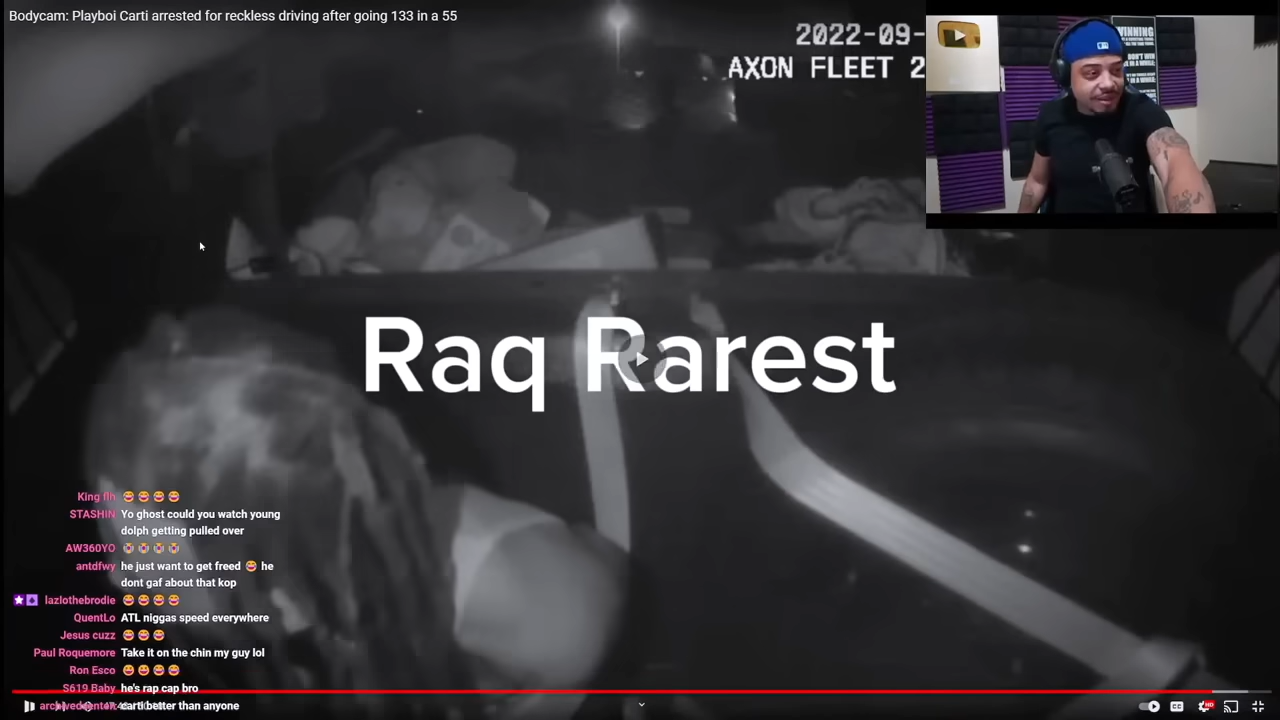 Bodycam: Playboi Carti arrested for reckless driving after going 133 in a 55
2022-09-
AXON FLEET 2
WINNING
Raq Rarest
King flh 😂 😂 😂 😂
STASHIN Yo ghost could you watch young
dolph getting pulled over
AW360YO 😭 😭 😭 😭
antdfwy he just want to get freed 😂 he
dont gaf about that kop
lazlothebrodie 😂 😂 😂 😂
QuentLo ATL niggas speed everywhere
Jesus cuzz 😂 😂 😂
Paul Roquemore Take it on the chin my guy lol
Ron Esco 😂 😂 😂 😂
S619 Baby he's rap cap bro
carti better than anyone
CC
HD